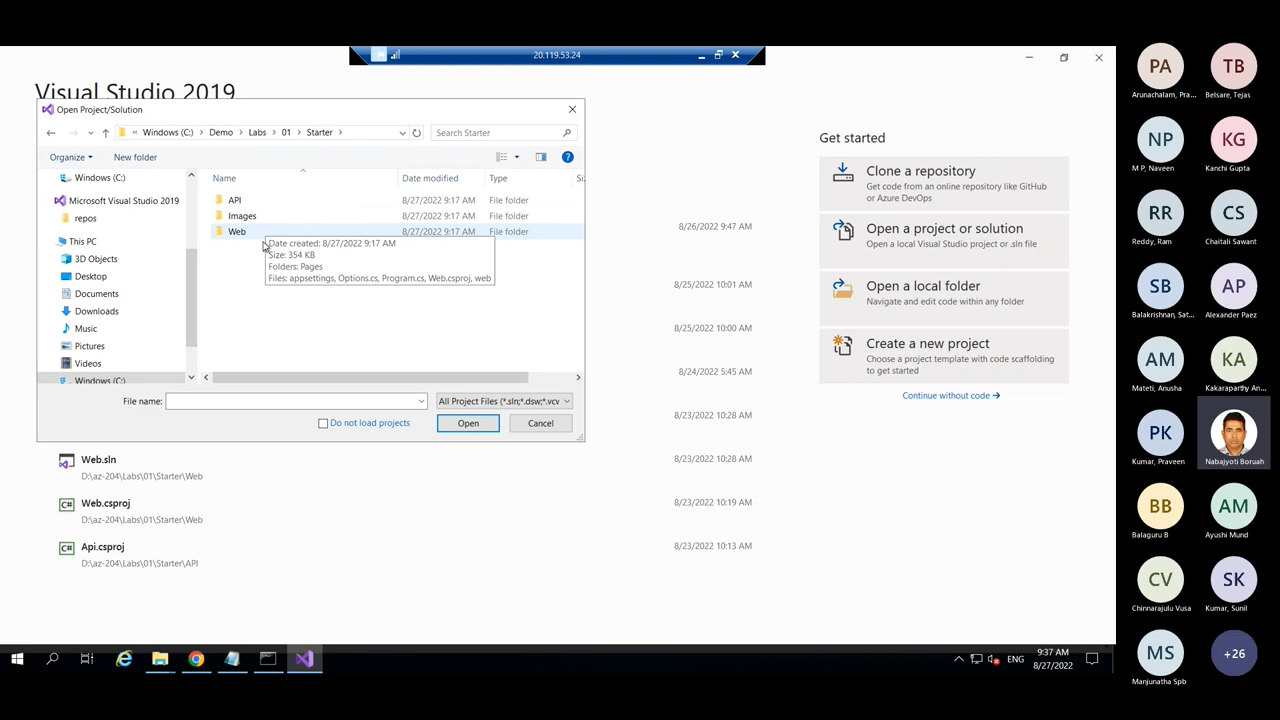 20.119.53.24
Visual Studio 2019
Open Project/Solution
« Windows (C:) > Demo > Labs > 01 > Starter >
Search Starter
Organize
New folder
Name
Date modified
Type
Windows (C:)
Microsoft Visual Studio 2019
repos
This PC
3D Objects
Desktop
Documents
Downloads
Music
Pictures
Videos
Windows (C:)
API 8/27/2022 9:17 AM File folder
Images 8/27/2022 9:17 AM File folder
Web 8/27/2022 9:17 AM File folder
Date created: 8/27/2022 9:17 AM
Size: 354 KB
Folders: Pages
Files: appsettings, Options.cs, Program.cs, Web.csproj, web
File name:
All Project Files (*.sln;*.dsw;*.vcv
Do not load projects
Open
Cancel
8/26/2022 9:47 AM
8/25/2022 10:01 AM
8/25/2022 10:00 AM
8/24/2022 5:45 AM
8/23/2022 10:28 AM
Web.sln
8/23/2022 10:28 AM
D:\az-204\Labs\01\Starter\Web
Web.csproj
8/23/2022 10:19 AM
D:\az-204\Labs\01\Starter\Web
Api.csproj
8/23/2022 10:13 AM
D:\az-204\Labs\01\Starter\API
Get started
Clone a repository
Get code from an online repository like GitHub
or Azure DevOps
Open a project or solution
Open a local Visual Studio project or .sln file
Open a local folder
Navigate and edit code within any folder
Create a new project
Choose a project template with code scaffolding
to get started
Continue without code →
ENG
9:37 AM
8/27/2022
PA
Arunachalam, Pra...
TB
Belsare, Tejas
NP
M P, Naveen
KG
Kanchi Gupta
RR
Reddy, Ram
CS
Chaitali Sawant
SB
Balakrishnan, Sat...
AP
Alexander Paez
AM
Mateti, Anusha
KA
Kakaraparthy An...
PK
Kumar, Praveen
Nabajyoti Boruah
BB
Balaguru B
AM
Ayushi Mund
CV
Chinnarajulu Vusa
SK
Kumar, Sunil
MS
Manjunatha Spb
+26